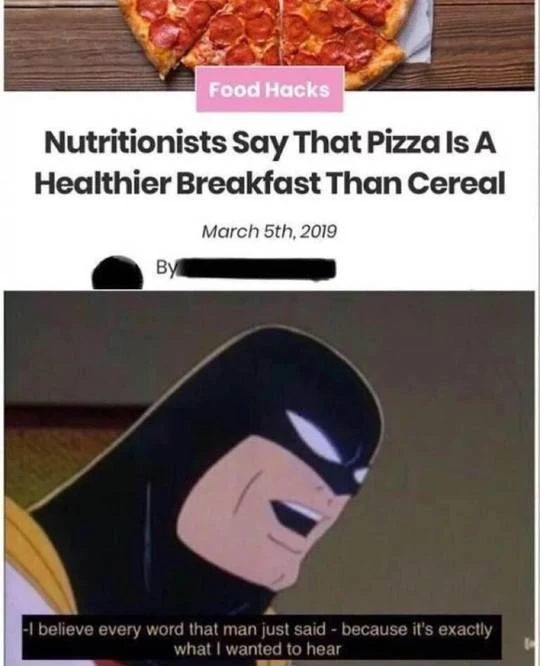 Food Hacks
Nutritionists Say That Pizza Is A
Healthier Breakfast Than Cereal
March 5th, 2019
By
-I believe every word that man just said - because it's exactly
what I wanted to hear